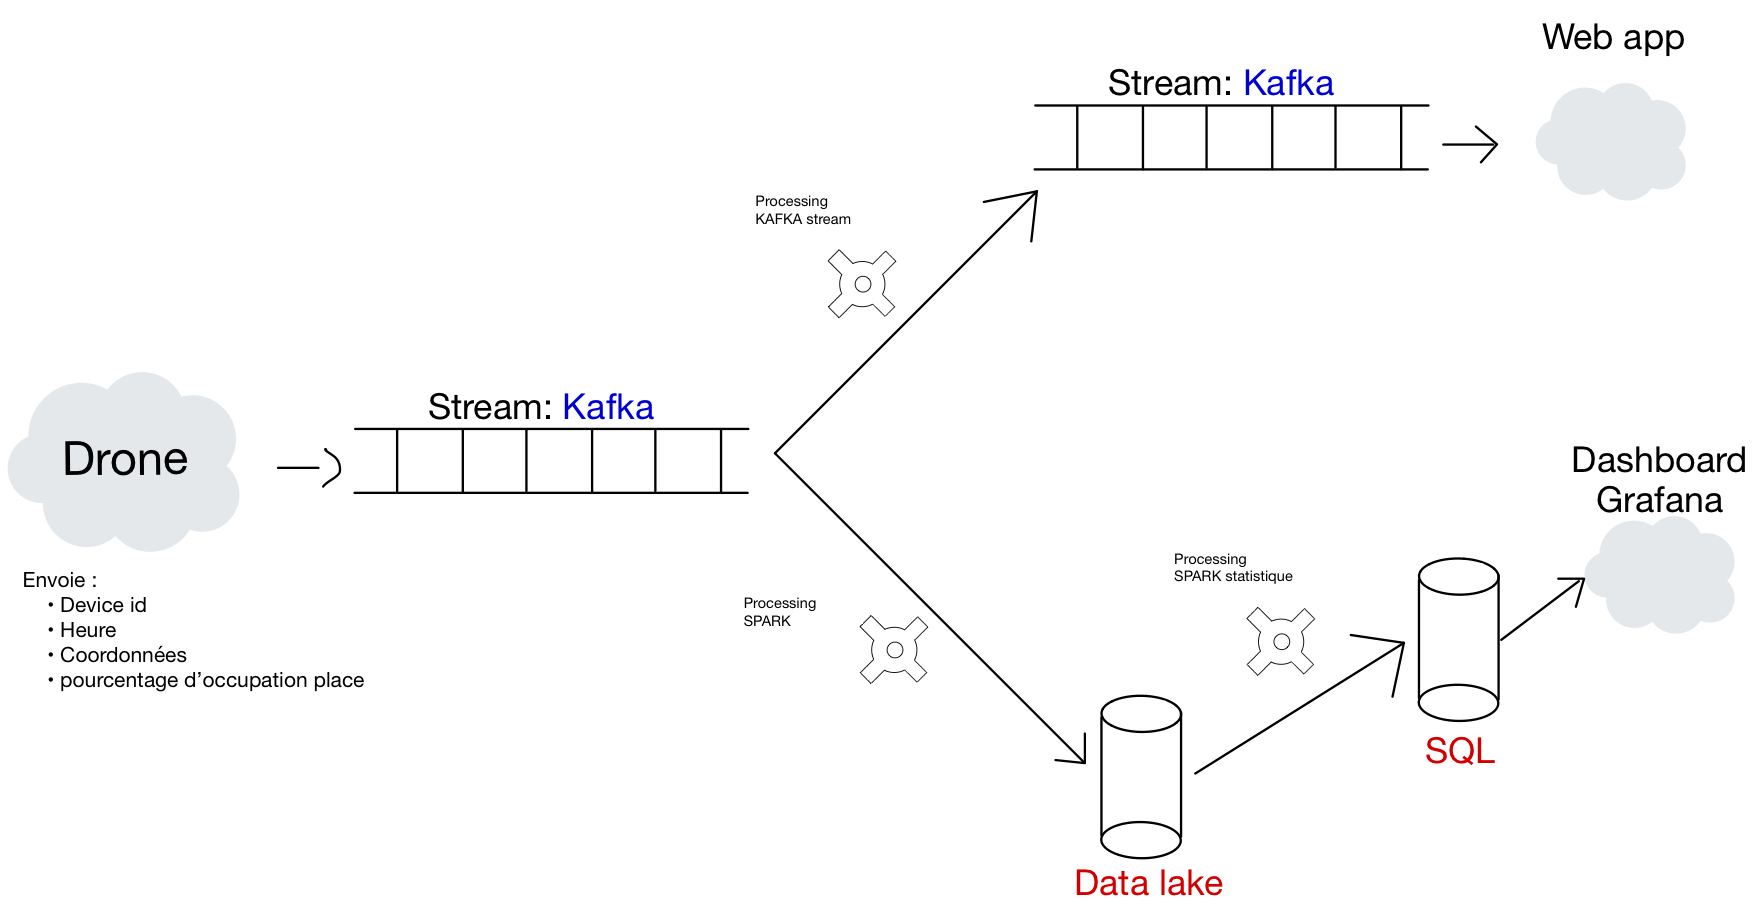 Web app
Stream: Kafka
Processing
KAFKA stream
Stream: Kafka
Drone
Envoie :
• Device id
• Heure
• Coordonnées
• pourcentage d’occupation place
Processing
SPARK
Processing
SPARK statistique
Dashboard
Grafana
SQL
Data lake